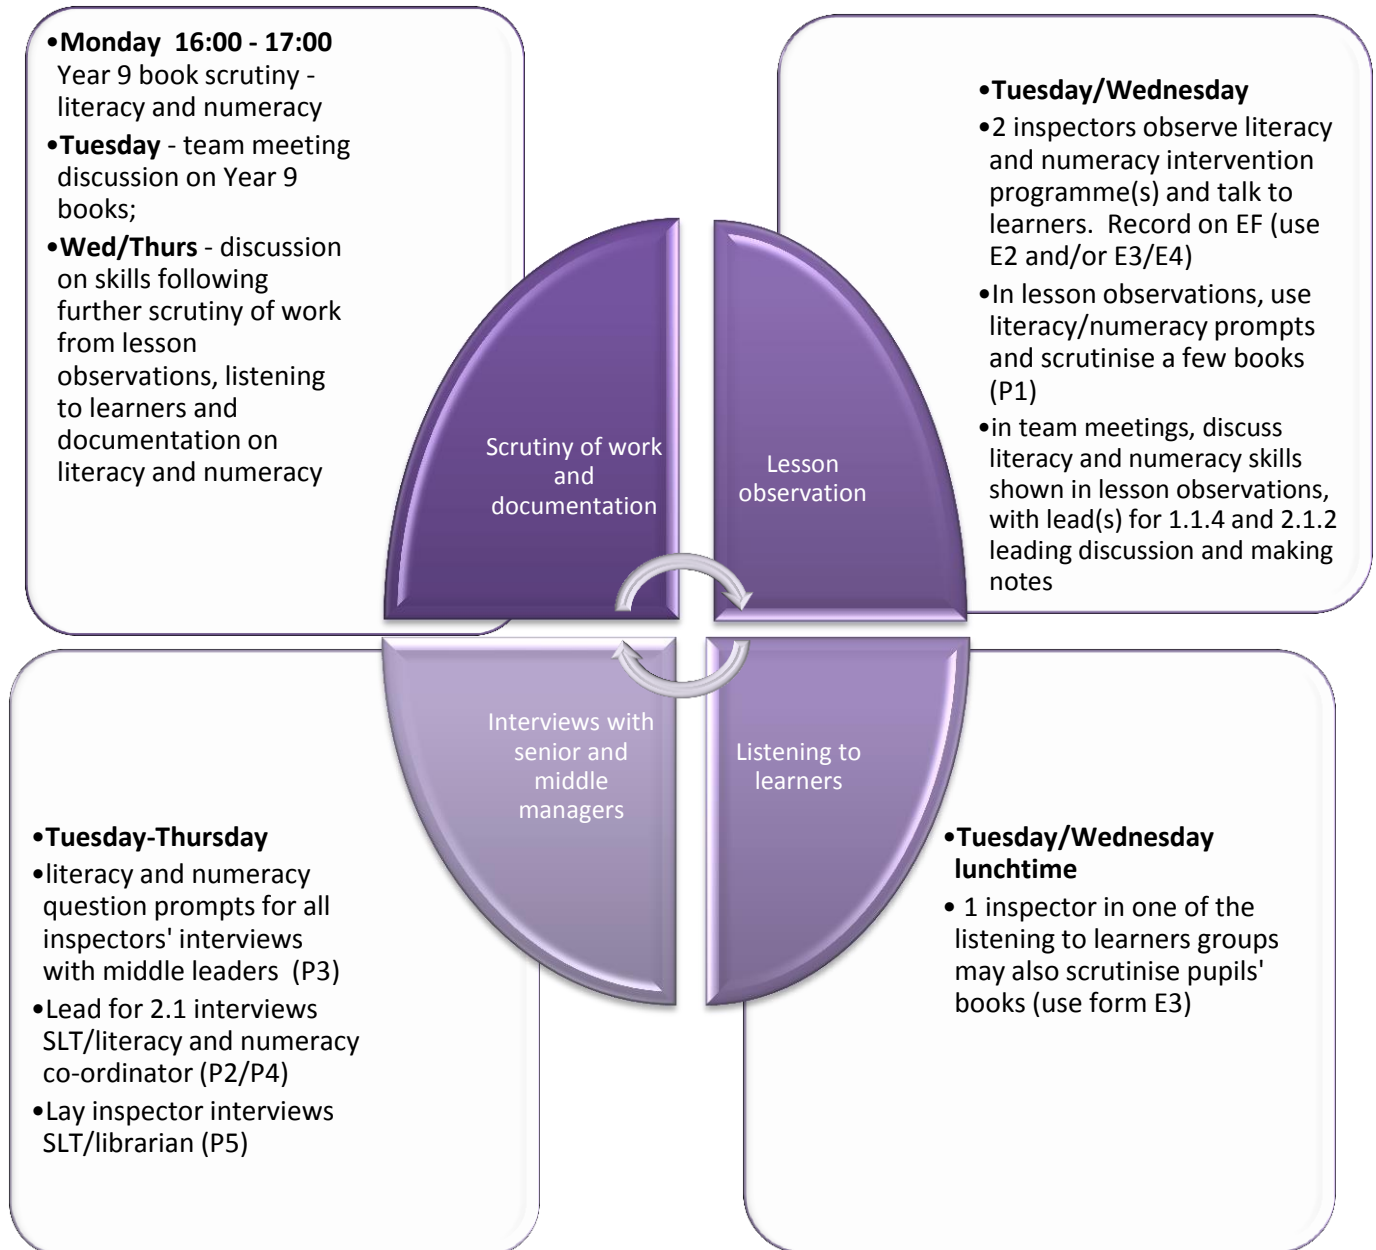 •Monday  16:00 - 17:00
Year 9 book scrutiny -
literacy and numeracy
•Tuesday - team meeting
discussion on Year 9
books;
•Wed/Thurs - discussion
on skills following
further scrutiny of work
from lesson
observations, listening
to learners and
documentation on
literacy and numeracy
•Tuesday/Wednesday
•2 inspectors observe literacy
and numeracy intervention
programme(s) and talk to
learners.  Record on EF (use
E2 and/or E3/E4)
•In lesson observations, use
literacy/numeracy prompts
and scrutinise a few books
(P1)
•in team meetings, discuss
literacy and numeracy skills
shown in lesson observations,
with lead(s) for 1.1.4 and 2.1.2
leading discussion and making
notes
Scrutiny of work
and
documentation
Lesson
observation
Interviews with
senior and
middle
managers
Listening to
learners
•Tuesday-Thursday
•literacy and numeracy
question prompts for all
inspectors' interviews
with middle leaders  (P3)
•Lead for 2.1 interviews
SLT/literacy and numeracy
co-ordinator (P2/P4)
•Lay inspector interviews
SLT/librarian (P5)
•Tuesday/Wednesday
lunchtime
• 1 inspector in one of the
listening to learners groups
may also scrutinise pupils'
books (use form E3)